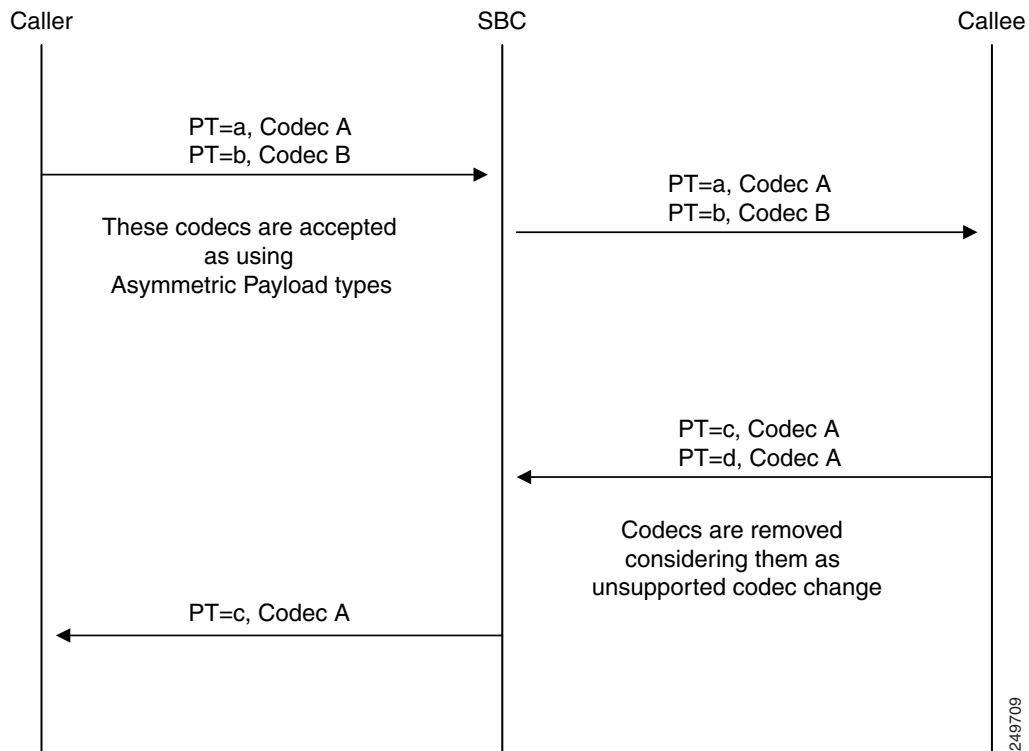 Caller
SBC
Callee
PT=a, Codec A
PT=b, Codec B
PT=a, Codec A
PT=b, Codec B
These codecs are accepted
as using
Asymmetric Payload types
PT=c, Codec A
PT=d, Codec A
Codecs are removed
considering them as
unsupported codec change
PT=c, Codec A
249709